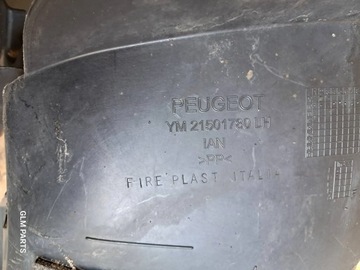 PEUGEOT
YM 21501780 DH
IAN
>PP<
FIRE PLAST ITALIA
GLM PARTS